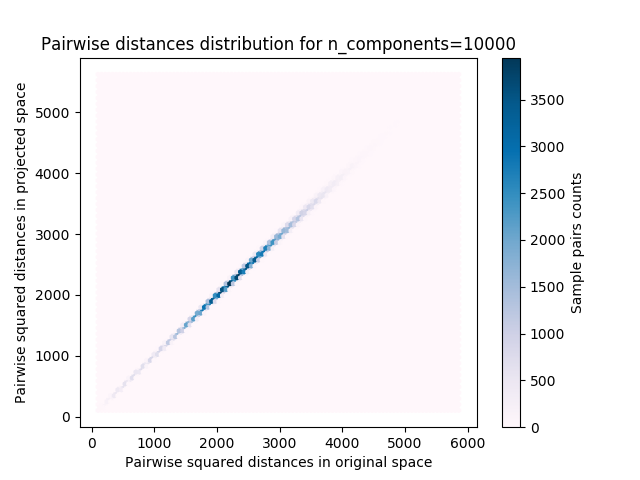 Pairwise distances distribution for n_components=10000
Pairwise squared distances in projected space
5000
4000
3000
2000
1000
0
0 1000 2000 3000 4000 5000 6000
Pairwise squared distances in original space
3500
3000
2500
2000
1500
1000
500
0
Sample pairs counts